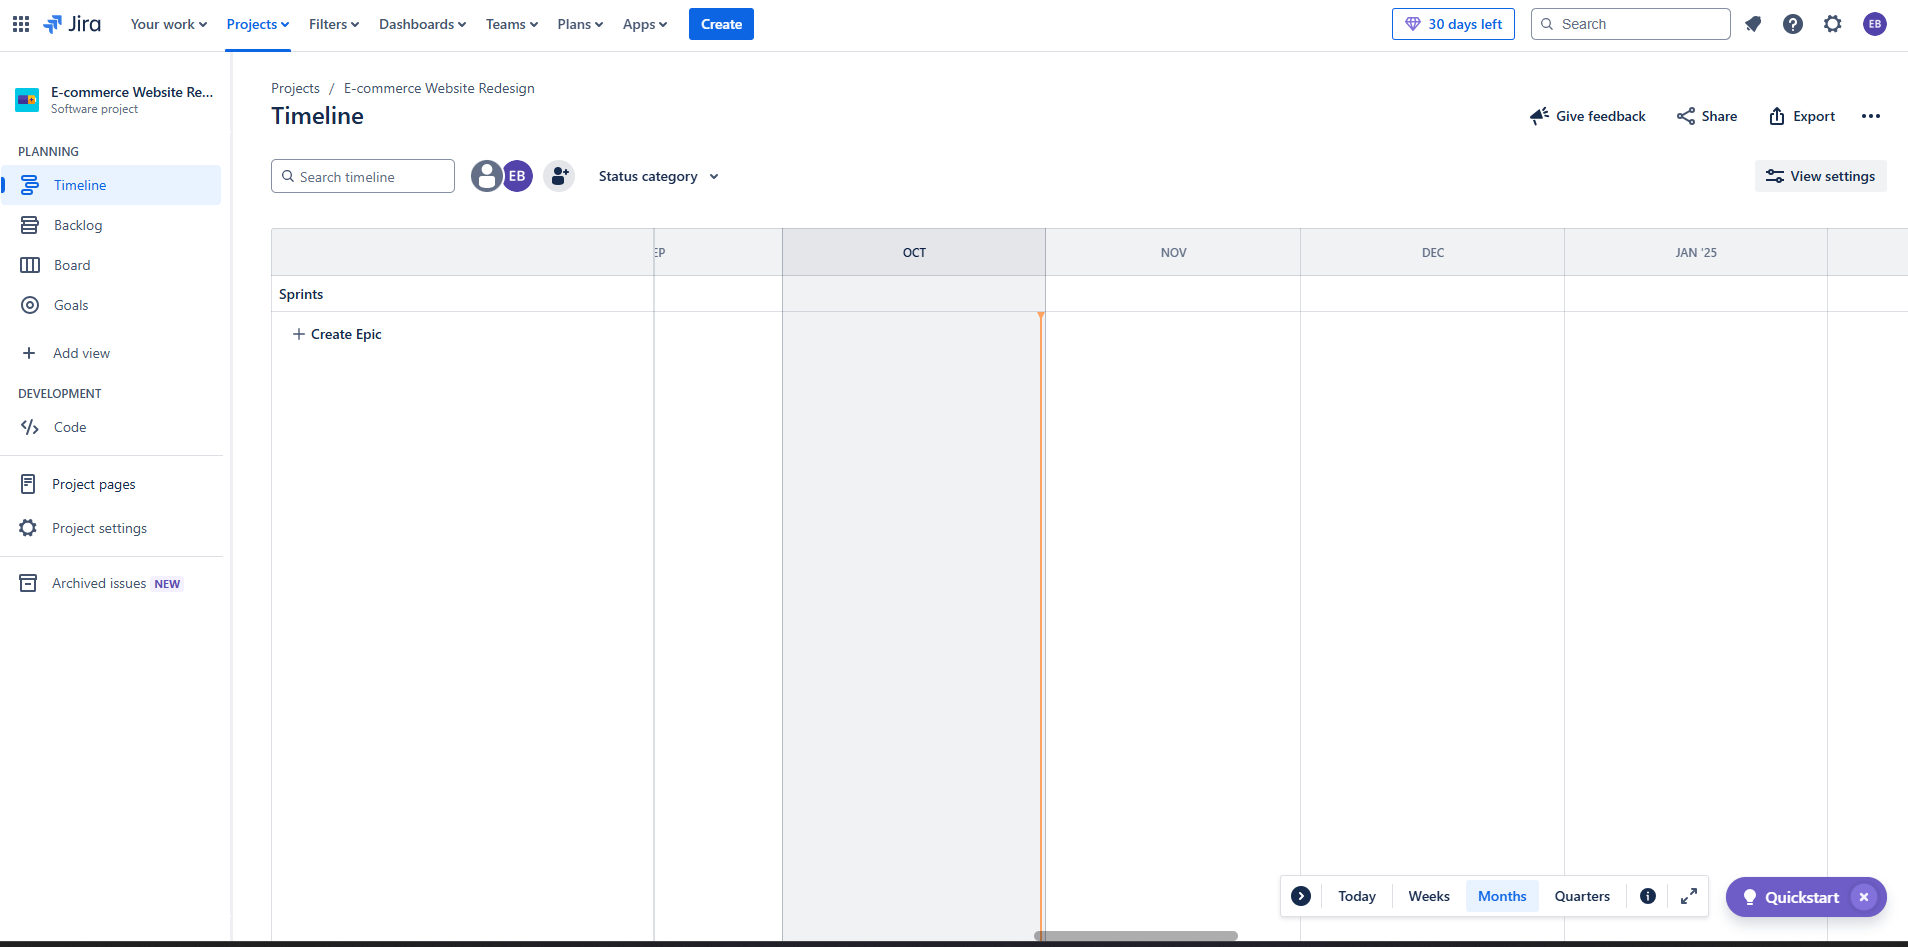 Jira
Your work
Projects
Filters
Dashboards
Teams
Plans
Apps
Create
30 days left
Search
EB
E-commerce Website Re...
Software project
PLANNING
Timeline
Backlog
Board
Goals
Add view
DEVELOPMENT
Code
Project pages
Project settings
Archived issues NEW
Projects / E-commerce Website Redesign
Timeline
Give feedback
Share
Export
Search timeline
EB
Status category
View settings
EP
OCT
NOV
DEC
JAN '25
Sprints
Create Epic
Today
Weeks
Months
Quarters
Quickstart